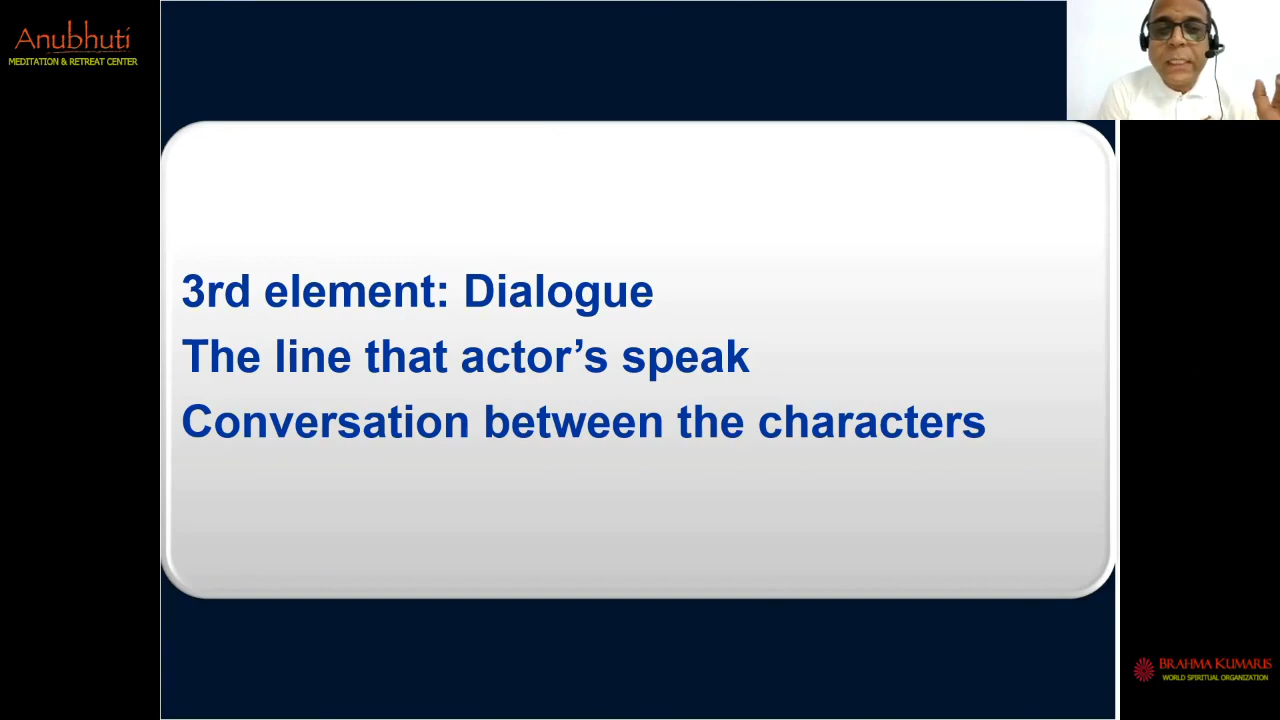 Anubhuti
MEDITATION & RETREAT CENTER
3rd element: Dialogue
The line that actor’s speak
Conversation between the characters
BRAHMA KUMARIS
WORLD SPIRITUAL ORGANIZATION